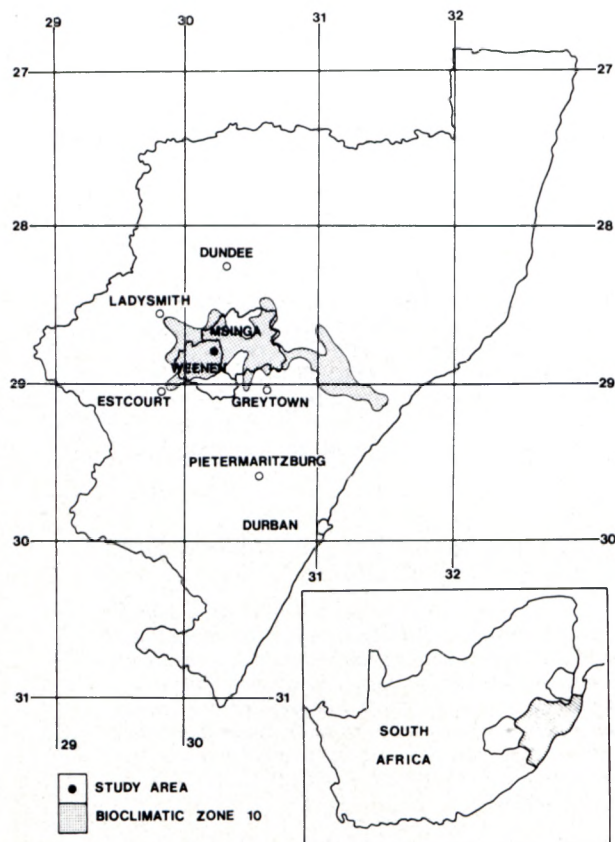 29 30 31 32
27 27
28 28
DUNDEE
LADYSMITH
MSINGA
WEENEN
29
ESTCOURT GREYTOWN
PIETERMARITZBURG
DURBAN
30 30
31 32
31 31
29 30
SOUTH
AFRICA
STUDY AREA
BIOCLIMATIC ZONE 10